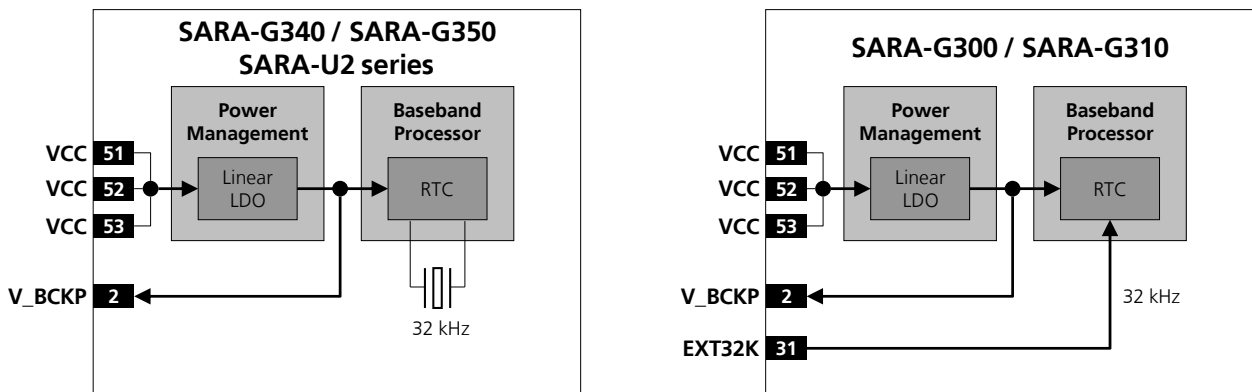 SARA-G340 / SARA-G350
SARA-U2 series
Power
Management
Baseband
Processor
VCC 51
VCC 52
VCC 53
Linear
LDO
RTC
V_BCKP 2
32 kHz
SARA-G300 / SARA-G310
Power
Management
Baseband
Processor
VCC 51
VCC 52
VCC 53
Linear
LDO
RTC
V_BCKP 2
32 kHz
EXT32K 31